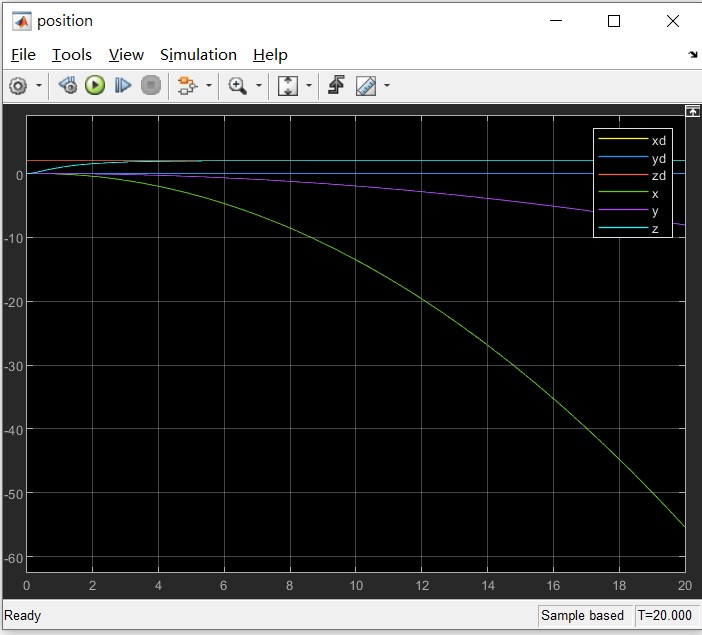 position
File Tools View Simulation Help
xd
yd
zd
x
y
z
0
-10
-20
-30
-40
-50
-60
0 2 4 6 8 10 12 14 16 18 20
Ready Sample based T=20.000